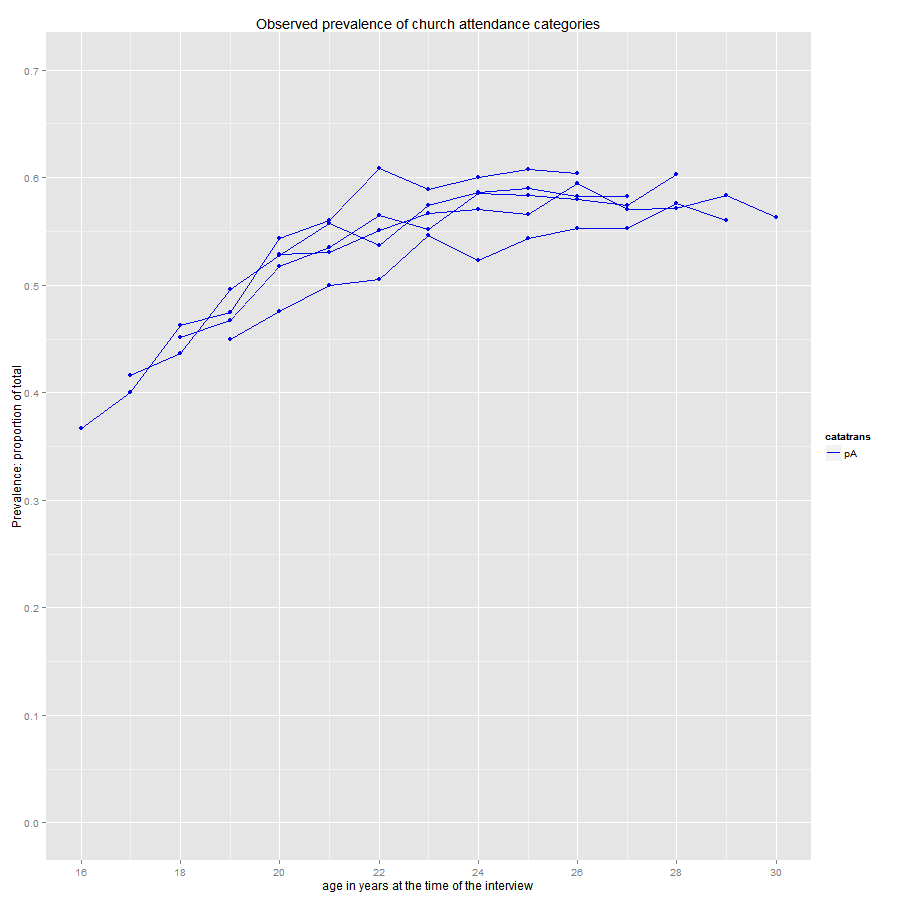 Observed prevalence of church attendance categories
0.7
0.6
0.5
0.4
0.3
0.2
0.1
0.0
Prevalence: proportion of total
16 18 20 22 24 26 28 30
age in years at the time of the interview
catatrans
pA